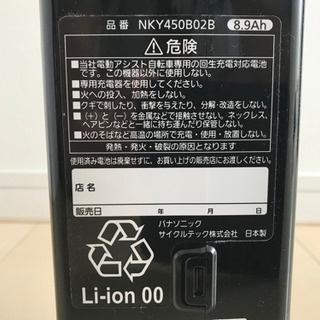 品番 NKY450B02B 8.9Ah
⚠危険
■当社電動アシスト自転車専用の回生充電対応電池
です。この機器以外に使用しない。
■専用充電器を使用する。
■火への投入、加熱をしない。
■クギで刺したり、衝撃を与えたり、分解・改造をしない。
■(+)と(-)を金属などで接続しない。ネックレス、
ヘアピンなどと一緒に持ち運んだり保管しない。
■火のそばなど高温の場所で充電・使用・放置しない。
発熱・発火・破裂の原因となります
使用済み電池は廃棄せずに、お買い上げの販売店にお渡しください。
店名
販売日 年 月 日
パナソニック
サイクルテック株式会社 日本製
Li-ion 00